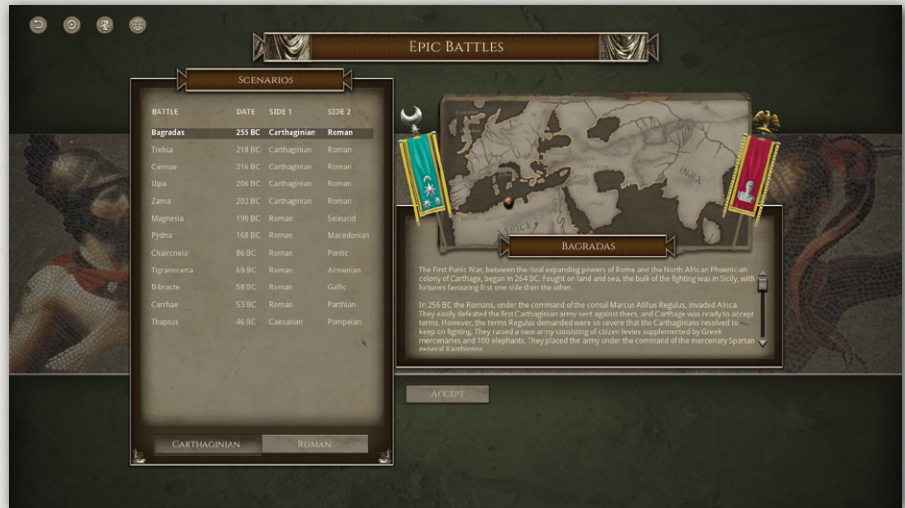 EPIC BATTLES
SCENARIOS
BATTLE DATE SIDE 1 SIDE 2
Bagradas 255 BC Carthaginian Roman
Trebia 218 BC Carthaginian Roman
Cannae 216 BC Carthaginian Roman
Ilipa 206 BC Carthaginian Roman
Zama 202 BC Carthaginian Roman
Magnesia 190 BC Roman Seleucid
Pydna 168 BC Roman Macedonian
Chaironeia 86 BC Roman Pontic
Tigranocerta 69 BC Roman Armenian
Bibracte 58 BC Roman Gallic
Carrhae 53 BC Roman Parthian
Thapsus 46 BC Caesarian Pompeian
CARTHAGINIAN ROMAN
INDIA
AFRICA
BAGRADAS
The First Punic War, between the rival expanding powers of Rome and the North African Phoenician
colony of Carthage, began in 264 BC. Fought on land and sea, the bulk of the fighting was in Sicily, with
fortunes favouring first one side then the other.
In 256 BC the Romans, under the command of the consul Marcus Atilius Regulus, invaded Africa.
They easily defeated the first Carthaginian army sent against them, and Carthage was ready to accept
terms. However, the terms Regulus demanded were so severe that the Carthaginians resolved to
keep on fighting. They raised a new army consisting of citizen levies supplemented by Greek
mercenaries and 100 elephants. They placed the army under the command of the mercenary Spartan
general Xanthippos
ACCEPT